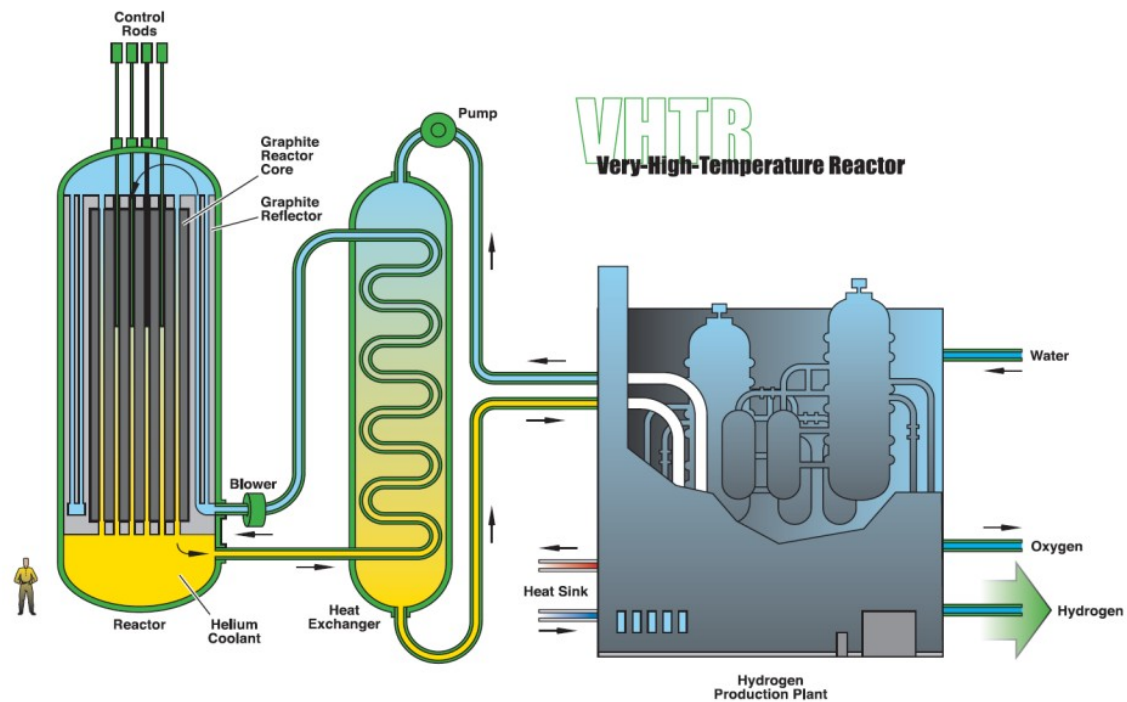 Control
Rods
Pump
VHTR
Very-High-Temperature Reactor
Graphite
Reactor
Core
Graphite
Reflector
Blower
Water
Oxygen
Heat Sink
Hydrogen
Reactor
Helium
Coolant
Heat
Exchanger
Hydrogen
Production Plant